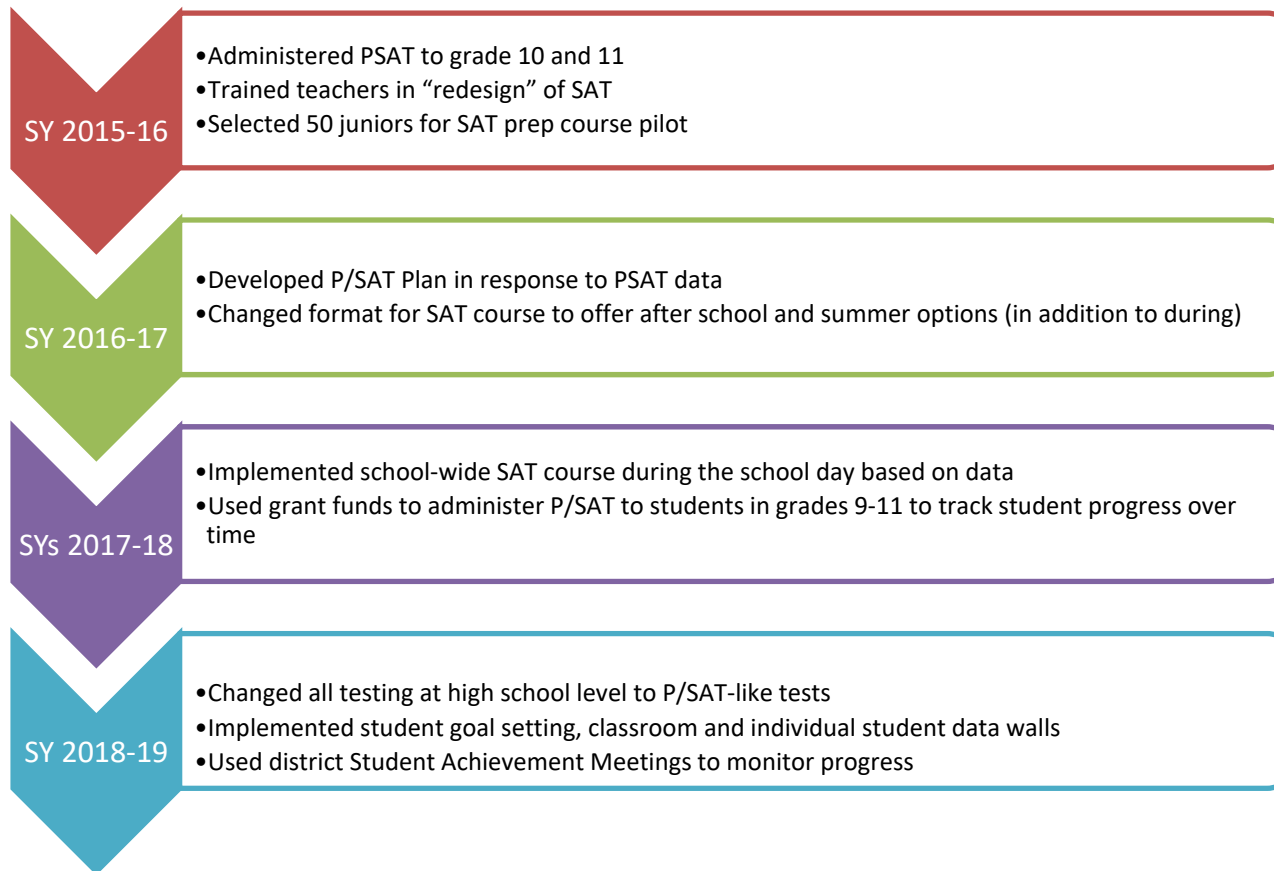 SY 2015-16
•Administered PSAT to grade 10 and 11
•Trained teachers in “redesign” of SAT
•Selected 50 juniors for SAT prep course pilot
SY 2016-17
•Developed P/SAT Plan in response to PSAT data
•Changed format for SAT course to offer after school and summer options (in addition to during)
SYs 2017-18
•Implemented school-wide SAT course during the school day based on data
•Used grant funds to administer P/SAT to students in grades 9-11 to track student progress over
time
SY 2018-19
•Changed all testing at high school level to P/SAT-like tests
•Implemented student goal setting, classroom and individual student data walls
•Used district Student Achievement Meetings to monitor progress